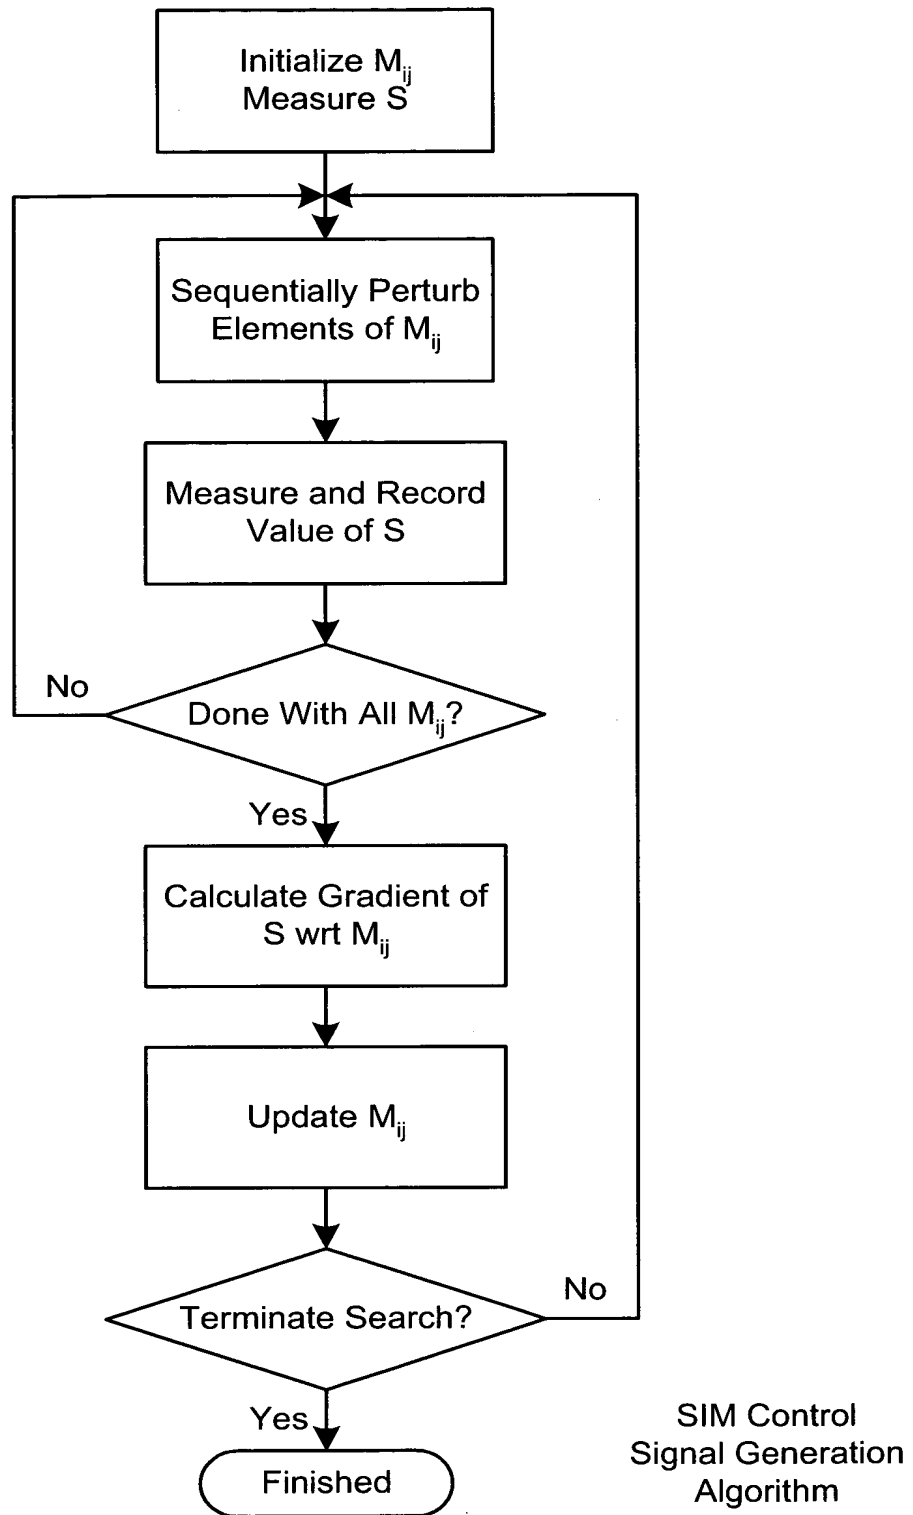 Initialize Mij
Measure S
Sequentially Perturb
Elements of Mij
Measure and Record
Value of S
No
Done With All Mij?
Yes
Calculate Gradient of
S wrt Mij
Update Mij
No
Terminate Search?
Yes
Finished
SIM Control
Signal Generation
Algorithm